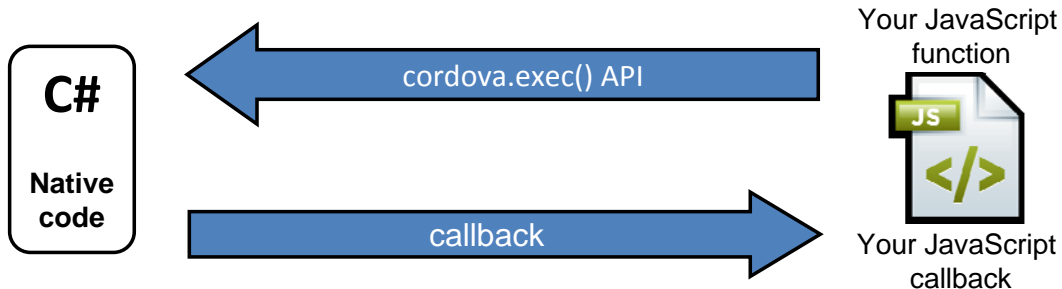 Your JavaScript
function
cordova.exec() API
C#
JS
</>
Native
code
callback
Your JavaScript
callback